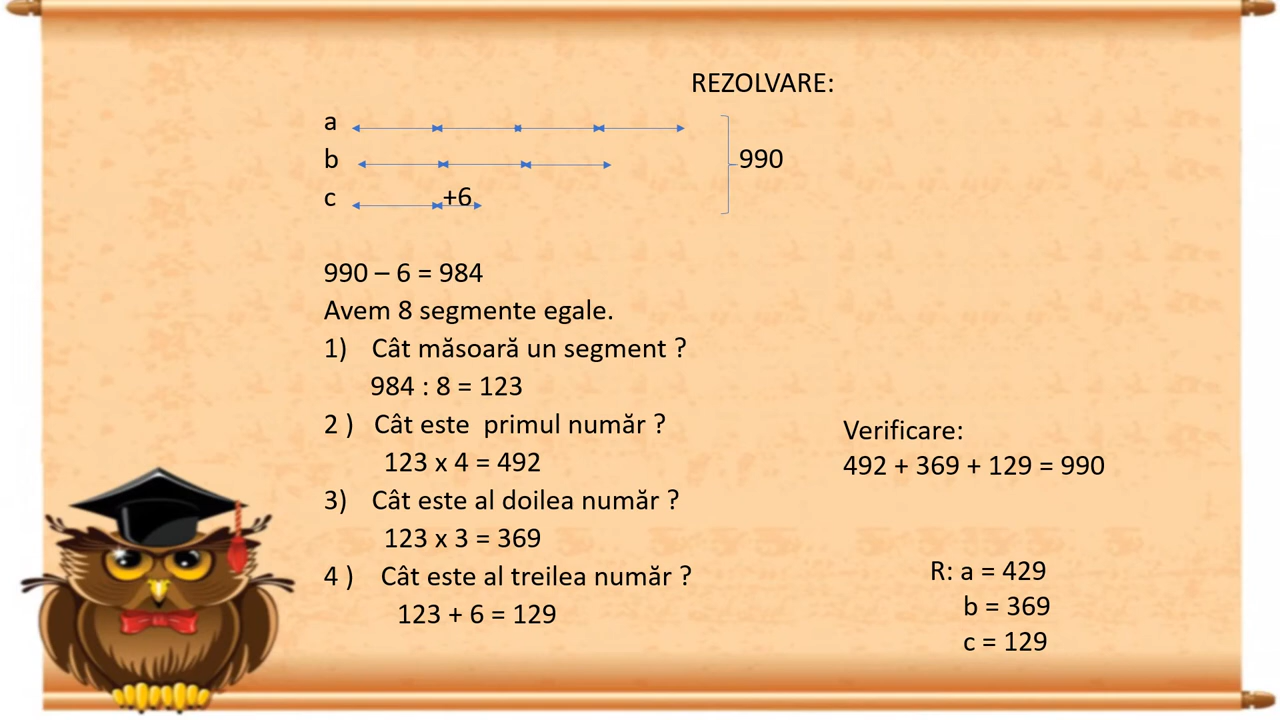 REZOLVARE:
a
b
990
c
+6
990 – 6 = 984
Avem 8 segmente egale.
1) Cât măsoară un segment ?
984 : 8 = 123
2 ) Cât este primul număr ?
123 x 4 = 492
3) Cât este al doilea număr ?
123 x 3 = 369
4 ) Cât este al treilea număr ?
123 + 6 = 129
Verificare:
492 + 369 + 129 = 990
R: a = 429
b = 369
c = 129